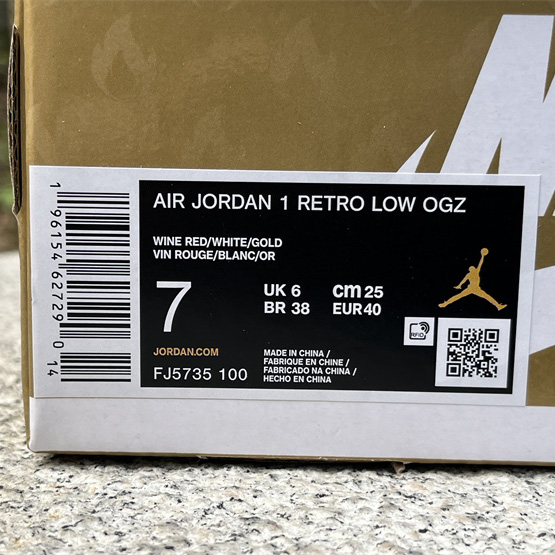 AIR JORDAN 1 RETRO LOW OGZ
WINE RED/WHITE/GOLD
VIN ROUGE/BLANC/OR
7
UK 6
cm 25
BR 38
EUR 40
RFID
JORDAN.COM
FJ5735 100
MADE IN CHINA /
FABRIQUE EN CHINE /
FABRICADO NA CHINA /
HECHO EN CHINA
1 96154 62729 0 14